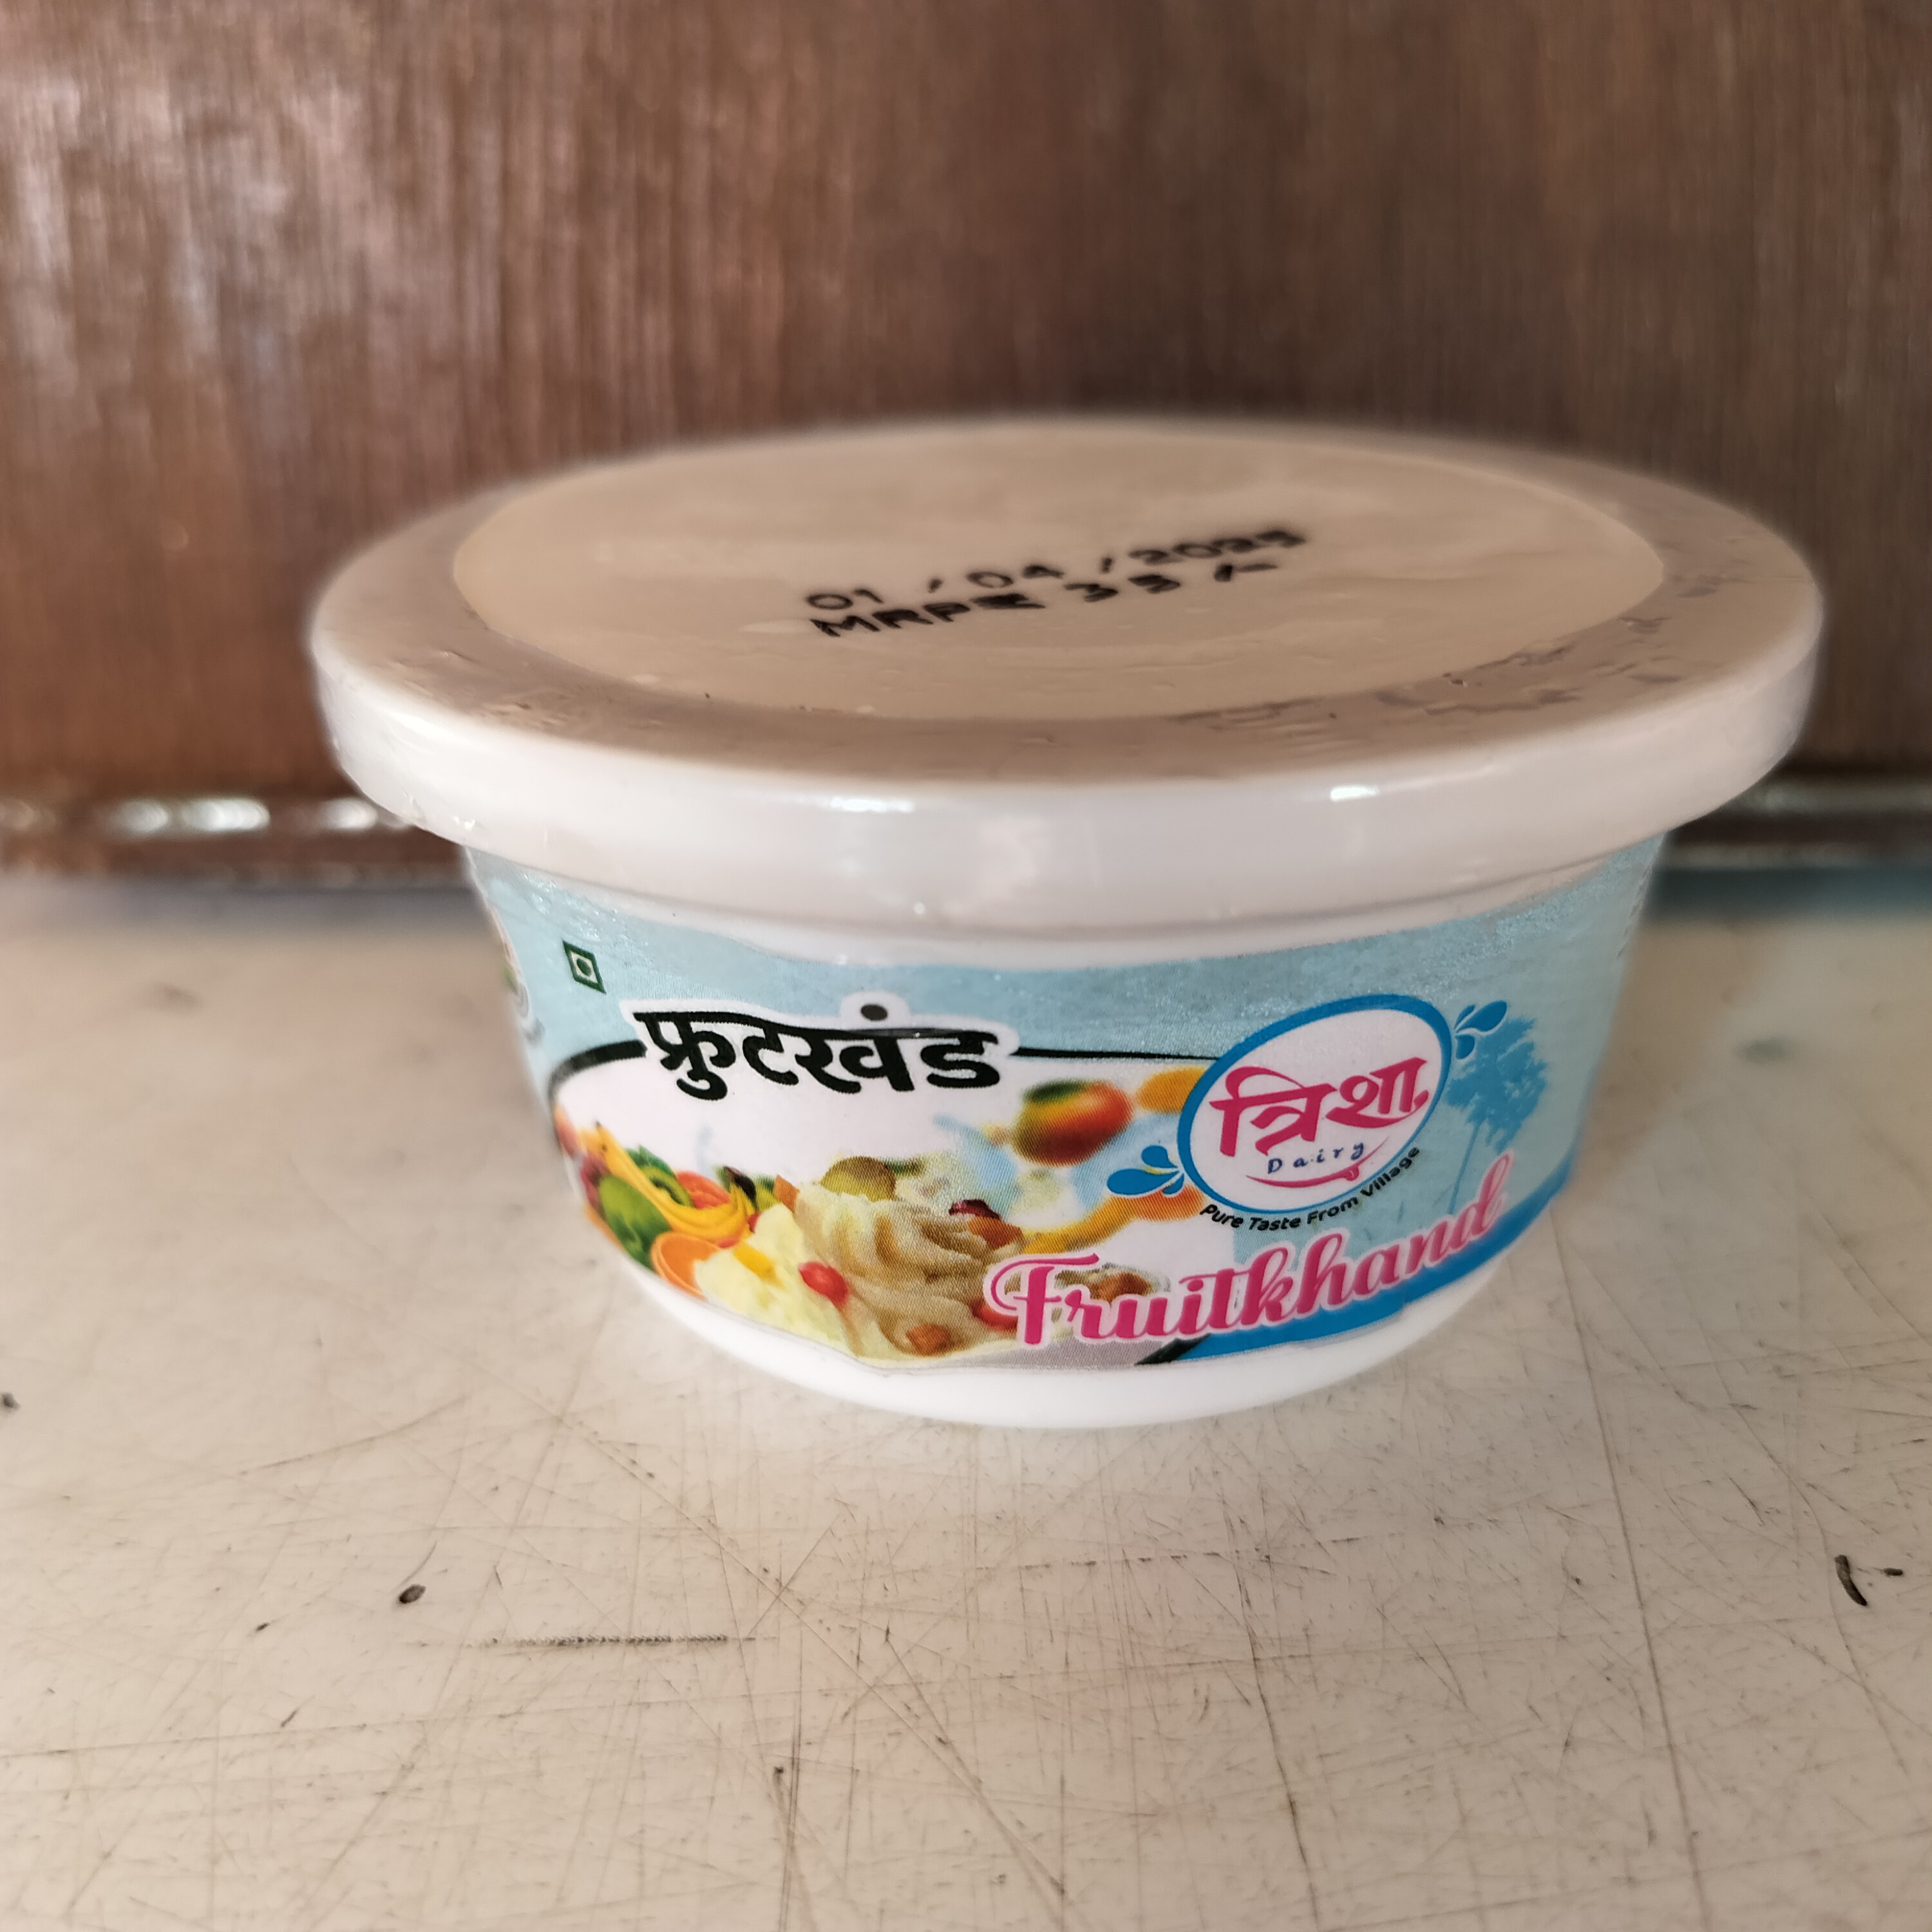 01 / 04 / 2025
MRP₹ 35 /-
फ्रुटखंड
त्रिशा
Dairy
Pure Taste From Village
Fruitkhand